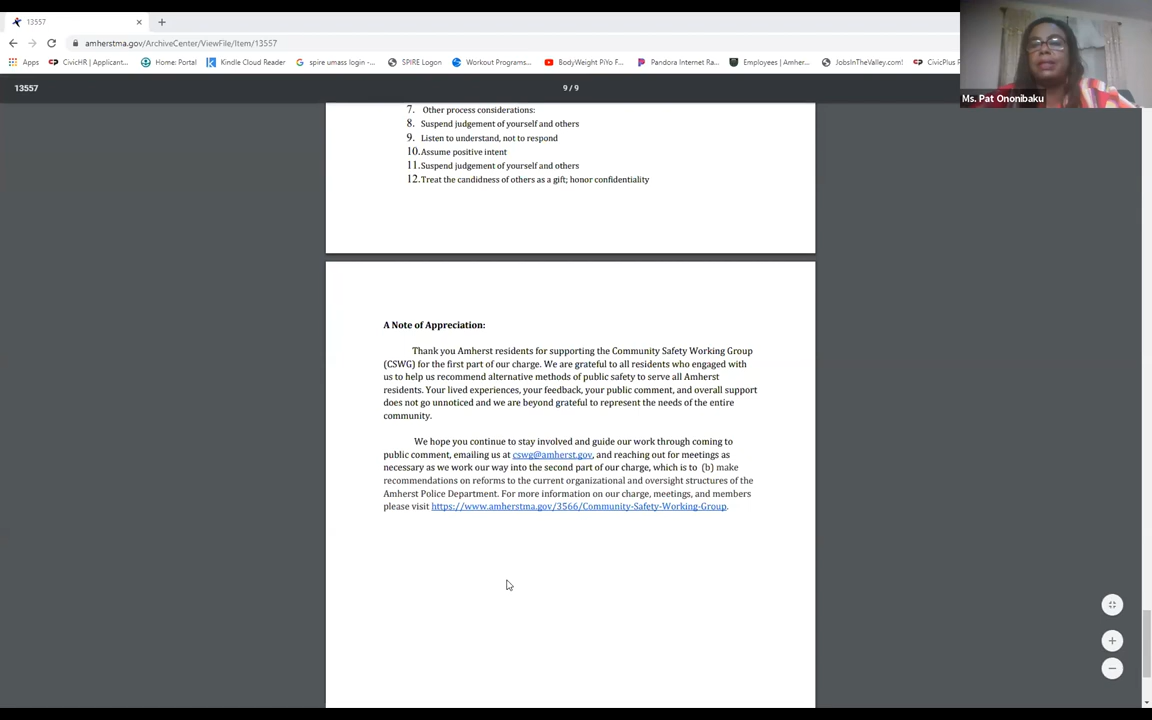 13557
amherstma.gov/ArchiveCenter/ViewFile/Item/13557
Apps CivicHR | Applicant... Home: Portal Kindle Cloud Reader spire umass login -... SPIRE Logon Workout Programs... BodyWeight PiYo F... Pandora Internet Ra... Employees | Amher... JobsInTheValley.com! CivicPlus P
Ms. Pat Ononibaku
13557 9 / 9
7. Other process considerations:
8. Suspend judgement of yourself and others
9. Listen to understand, not to respond
10. Assume positive intent
11. Suspend judgement of yourself and others
12. Treat the candidness of others as a gift; honor confidentiality
A Note of Appreciation:
Thank you Amherst residents for supporting the Community Safety Working Group
(CSWG) for the first part of our charge. We are grateful to all residents who engaged with
us to help us recommend alternative methods of public safety to serve all Amherst
residents. Your lived experiences, your feedback, your public comment, and overall support
does not go unnoticed and we are beyond grateful to represent the needs of the entire
community.
We hope you continue to stay involved and guide our work through coming to
public comment, emailing us at cswg@amherst.gov, and reaching out for meetings as
necessary as we work our way into the second part of our charge, which is to (b) make
recommendations on reforms to the current organizational and oversight structures of the
Amherst Police Department. For more information on our charge, meetings, and members
please visit https://www.amherstma.gov/3566/Community-Safety-Working-Group.